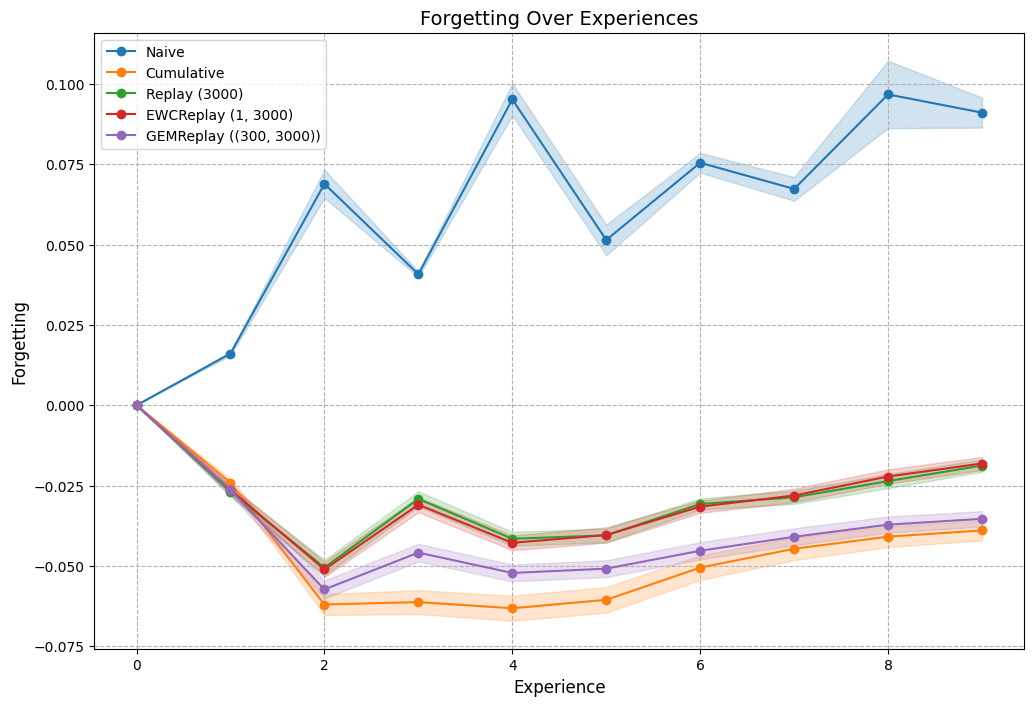 Forgetting Over Experiences
Naive
Cumulative
Replay (3000)
EWCReplay (1, 3000)
GEMReplay ((300, 3000))
Forgetting
0.100
0.075
0.050
0.025
0.000
−0.025
−0.050
−0.075
0 2 4 6 8
Experience